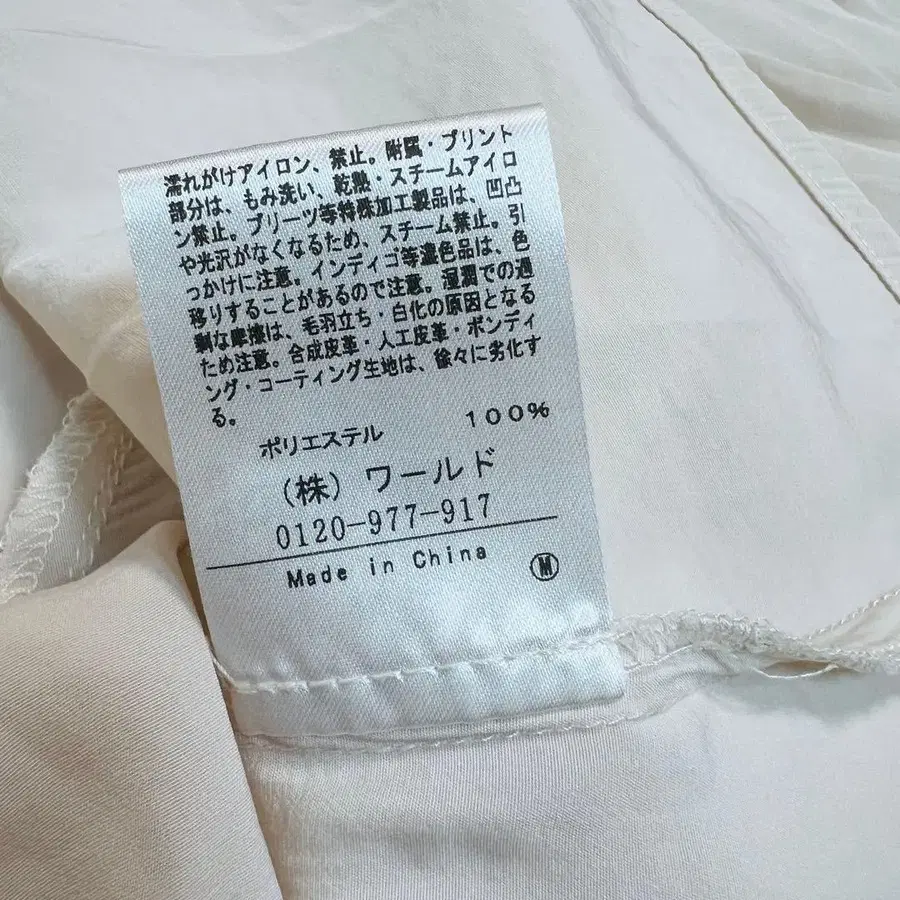 濡れがけアイロン、禁止。附属・プリント
部分は、もみ洗い、乾熱・スチームアイロ
ン禁止。プリーツ等特殊加工製品は、凹凸
や光沢がなくなるため、スチーム禁止。引
っかけに注意。インディゴ等濃色品は、色
移りすることがあるので注意。湿潤での過
剰な摩擦は、毛羽立ち・白化の原因となる
ため注意。合成皮革・人工皮革・ボンディ
ング・コーティング生地は、徐々に劣化す
る。
ポリエステル 100%
(株) ワールド
0120-977-917
Made in China
M